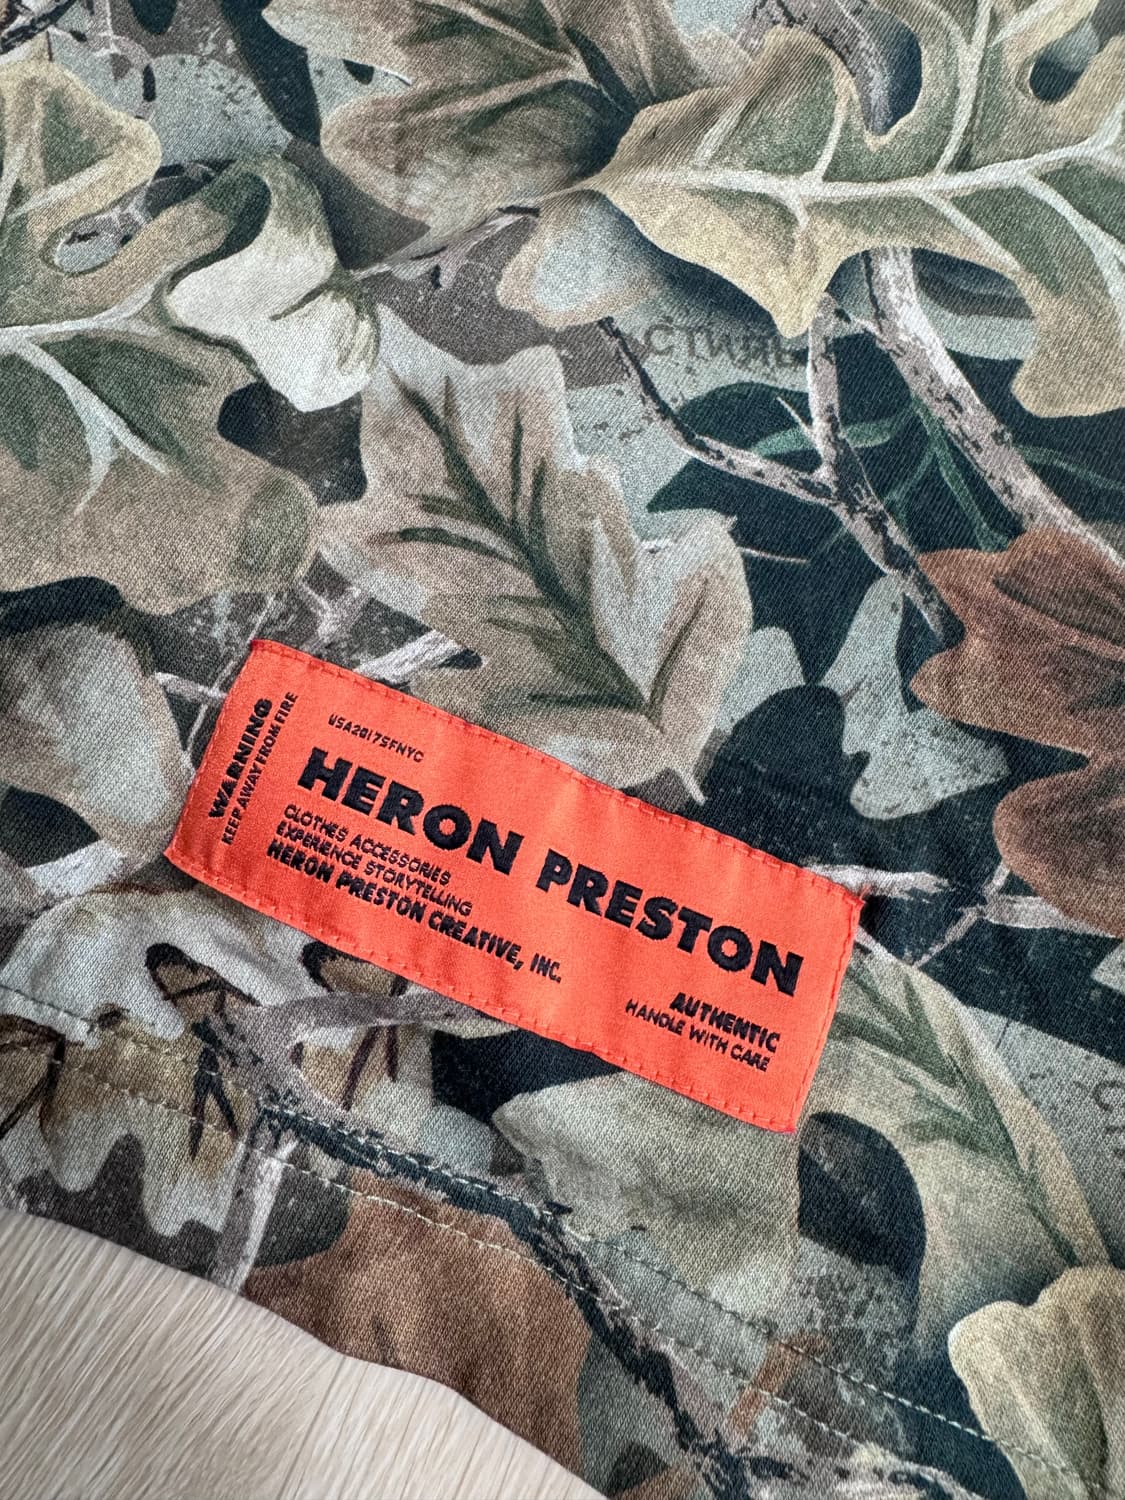 СТИЛЬ
WARNING
KEEP AWAY FROM FIRE
USA2017SFNYC
HERON PRESTON
CLOTHES ACCESSORIES
EXPERIENCE STORYTELLING
HERON PRESTON CREATIVE, INC.
AUTHENTIC
HANDLE WITH CARE